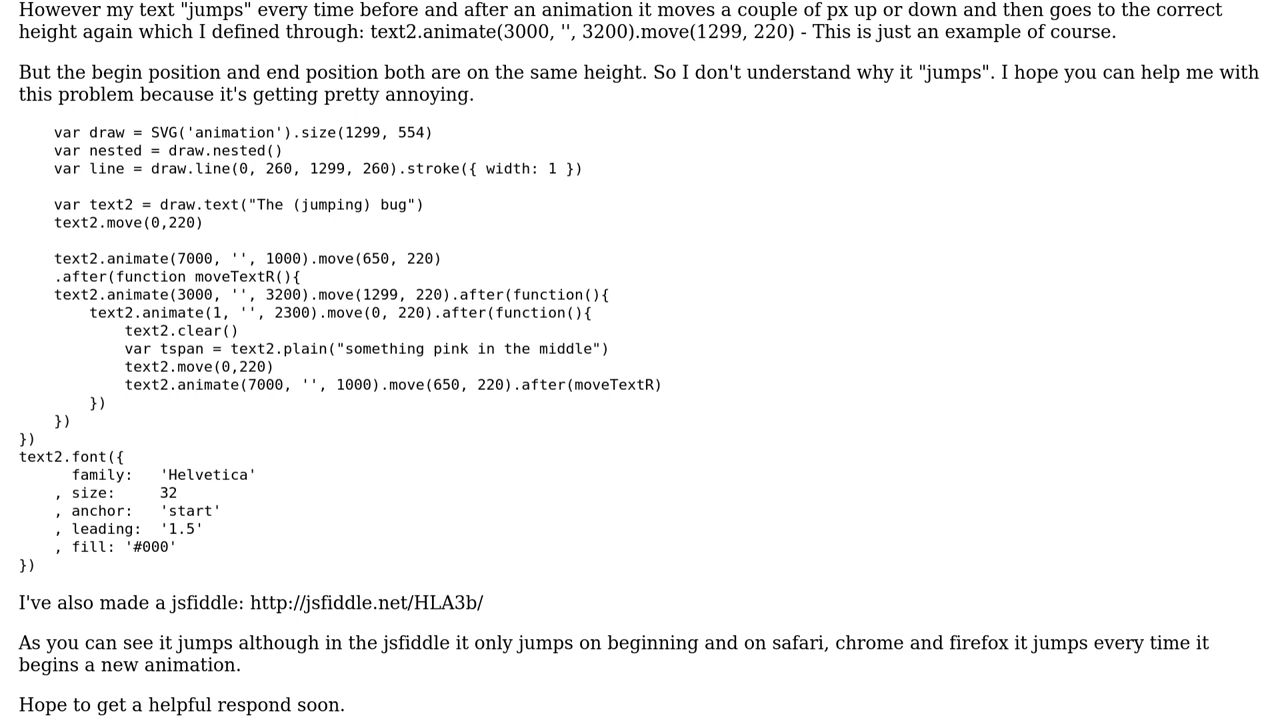 However my text "jumps" every time before and after an animation it moves a couple of px up or down and then goes to the correct
height again which I defined through: text2.animate(3000, '', 3200).move(1299, 220) - This is just an example of course.
But the begin position and end position both are on the same height. So I don't understand why it "jumps". I hope you can help me with
this problem because it's getting pretty annoying.
    var draw = SVG('animation').size(1299, 554)
    var nested = draw.nested()
    var line = draw.line(0, 260, 1299, 260).stroke({ width: 1 })

    var text2 = draw.text("The (jumping) bug")
    text2.move(0,220)

    text2.animate(7000, '', 1000).move(650, 220)
    .after(function moveTextR(){
    text2.animate(3000, '', 3200).move(1299, 220).after(function(){
        text2.animate(1, '', 2300).move(0, 220).after(function(){
            text2.clear()
            var tspan = text2.plain("something pink in the middle")
            text2.move(0,220)
            text2.animate(7000, '', 1000).move(650, 220).after(moveTextR)
        })
    })
})
text2.font({
      family:   'Helvetica'
    , size:     32
    , anchor:   'start'
    , leading:  '1.5'
    , fill: '#000'
})
I've also made a jsfiddle: http://jsfiddle.net/HLA3b/
As you can see it jumps although in the jsfiddle it only jumps on beginning and on safari, chrome and firefox it jumps every time it
begins a new animation.
Hope to get a helpful respond soon.